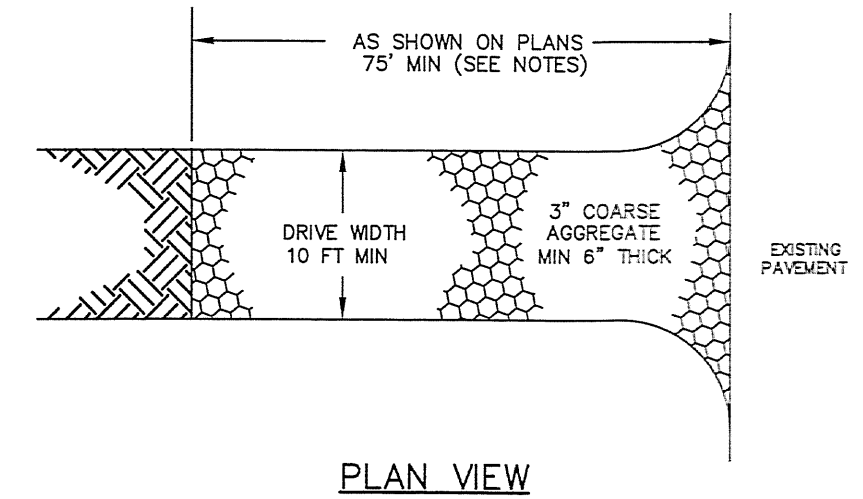 AS SHOWN ON PLANS
75' MIN (SEE NOTES)
DRIVE WIDTH
10 FT MIN
3" COARSE
AGGREGATE
MIN 6" THICK
EXISTING
PAVEMENT
PLAN VIEW